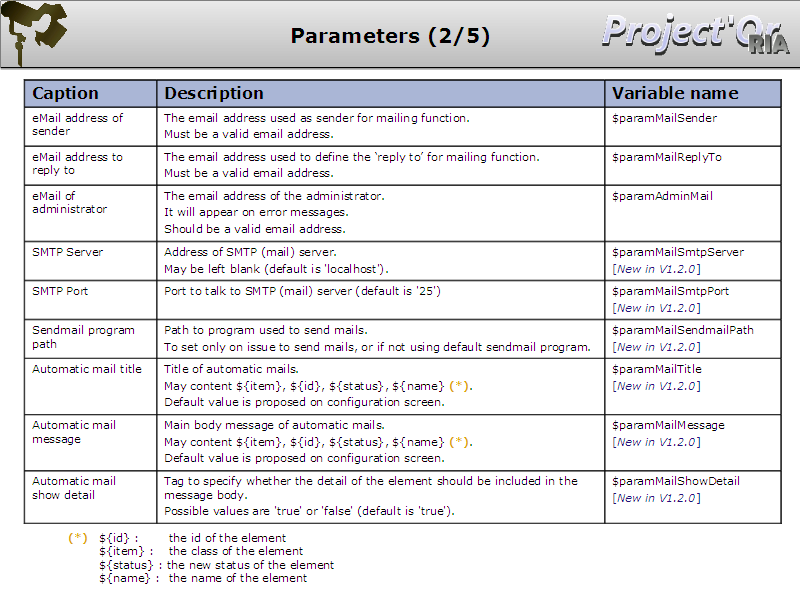 Parameters (2/5)
Project'Or
RIA
Caption Description Variable name
eMail address of
sender
The email address used as sender for mailing function.
Must be a valid email address.
$paramMailSender
eMail address to
reply to
The email address used to define the ‘reply to’ for mailing function.
Must be a valid email address.
$paramMailReplyTo
eMail of
administrator
The email address of the administrator.
It will appear on error messages.
Should be a valid email address.
$paramAdminMail
SMTP Server
Address of SMTP (mail) server.
May be left blank (default is 'localhost').
$paramMailSmtpServer
[New in V1.2.0]
SMTP Port
Port to talk to SMTP (mail) server (default is '25')
$paramMailSmtpPort
[New in V1.2.0]
Sendmail program
path
Path to program used to send mails.
To set only on issue to send mails, or if not using default sendmail program.
$paramMailSendmailPath
[New in V1.2.0]
Automatic mail title
Title of automatic mails.
May content ${item}, ${id}, ${status}, ${name} (*).
Default value is proposed on configuration screen.
$paramMailTitle
[New in V1.2.0]
Automatic mail
message
Main body message of automatic mails.
May content ${item}, ${id}, ${status}, ${name} (*).
Default value is proposed on configuration screen.
$paramMailMessage
[New in V1.2.0]
Automatic mail
show detail
Tag to specify whether the detail of the element should be included in the
message body.
Possible values are 'true' or 'false' (default is 'true').
$paramMailShowDetail
[New in V1.2.0]
(*) ${id} : the id of the element
${item} : the class of the element
${status} : the new status of the element
${name} : the name of the element